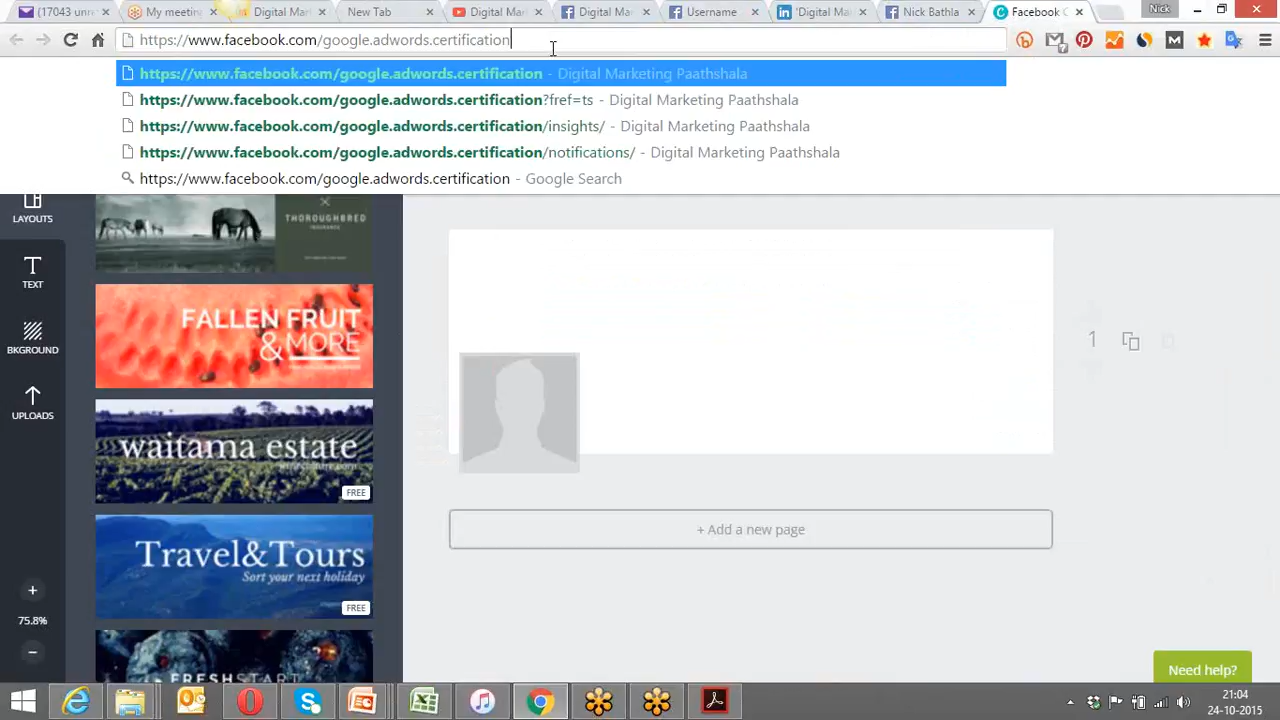 (17043 unre
My meeting
Digital Mar
New Tab
Digital Mar
Digital Mar
Username
'Digital Ma
Nick Bathla
Facebook C
Nick
https://www.facebook.com/google.adwords.certification
https://www.facebook.com/google.adwords.certification - Digital Marketing Paathshala
https://www.facebook.com/google.adwords.certification?fref=ts - Digital Marketing Paathshala
https://www.facebook.com/google.adwords.certification/insights/ - Digital Marketing Paathshala
https://www.facebook.com/google.adwords.certification/notifications/ - Digital Marketing Paathshala
https://www.facebook.com/google.adwords.certification - Google Search
LAYOUTS
TEXT
BKGROUND
UPLOADS
75.8%
THOROUGHBRED
INSURANCE
FALLEN FRUIT
& MORE
waitama estate
FREE
Travel&Tours
Sort your next holiday
FREE
FRESHSTART
1
+ Add a new page
Need help?
21:04
24-10-2015